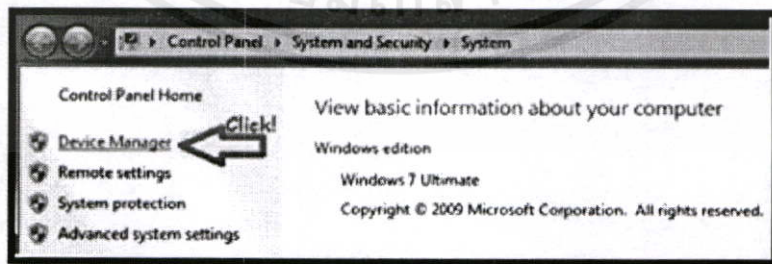 Control Panel ▸ System and Security ▸ System
Control Panel Home
Device Manager
Click!
Remote settings
System protection
Advanced system settings
View basic information about your computer
Windows edition
Windows 7 Ultimate
Copyright © 2009 Microsoft Corporation. All rights reserved.